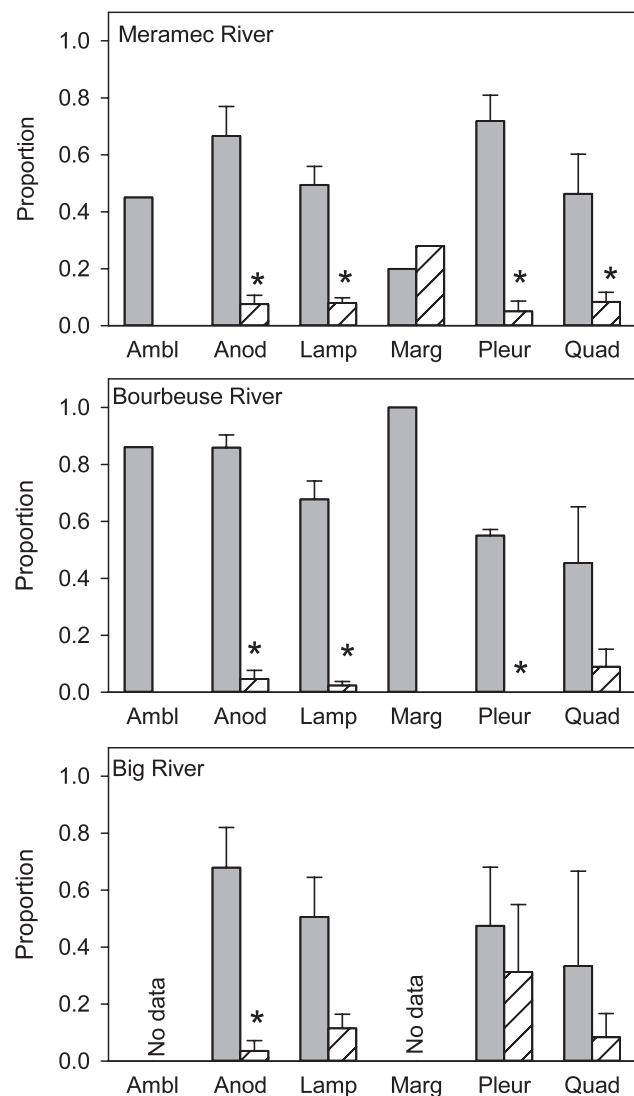 Meramec River
Proportion
1.0
0.8
0.6
0.4
0.2
0.0
* * * *
Ambl Anod Lamp Marg Pleur Quad
Bourbeuse River
Proportion
1.0
0.8
0.6
0.4
0.2
0.0
* * *
Ambl Anod Lamp Marg Pleur Quad
Big River
Proportion
1.0
0.8
0.6
0.4
0.2
0.0
No data
*
No data
Ambl Anod Lamp Marg Pleur Quad